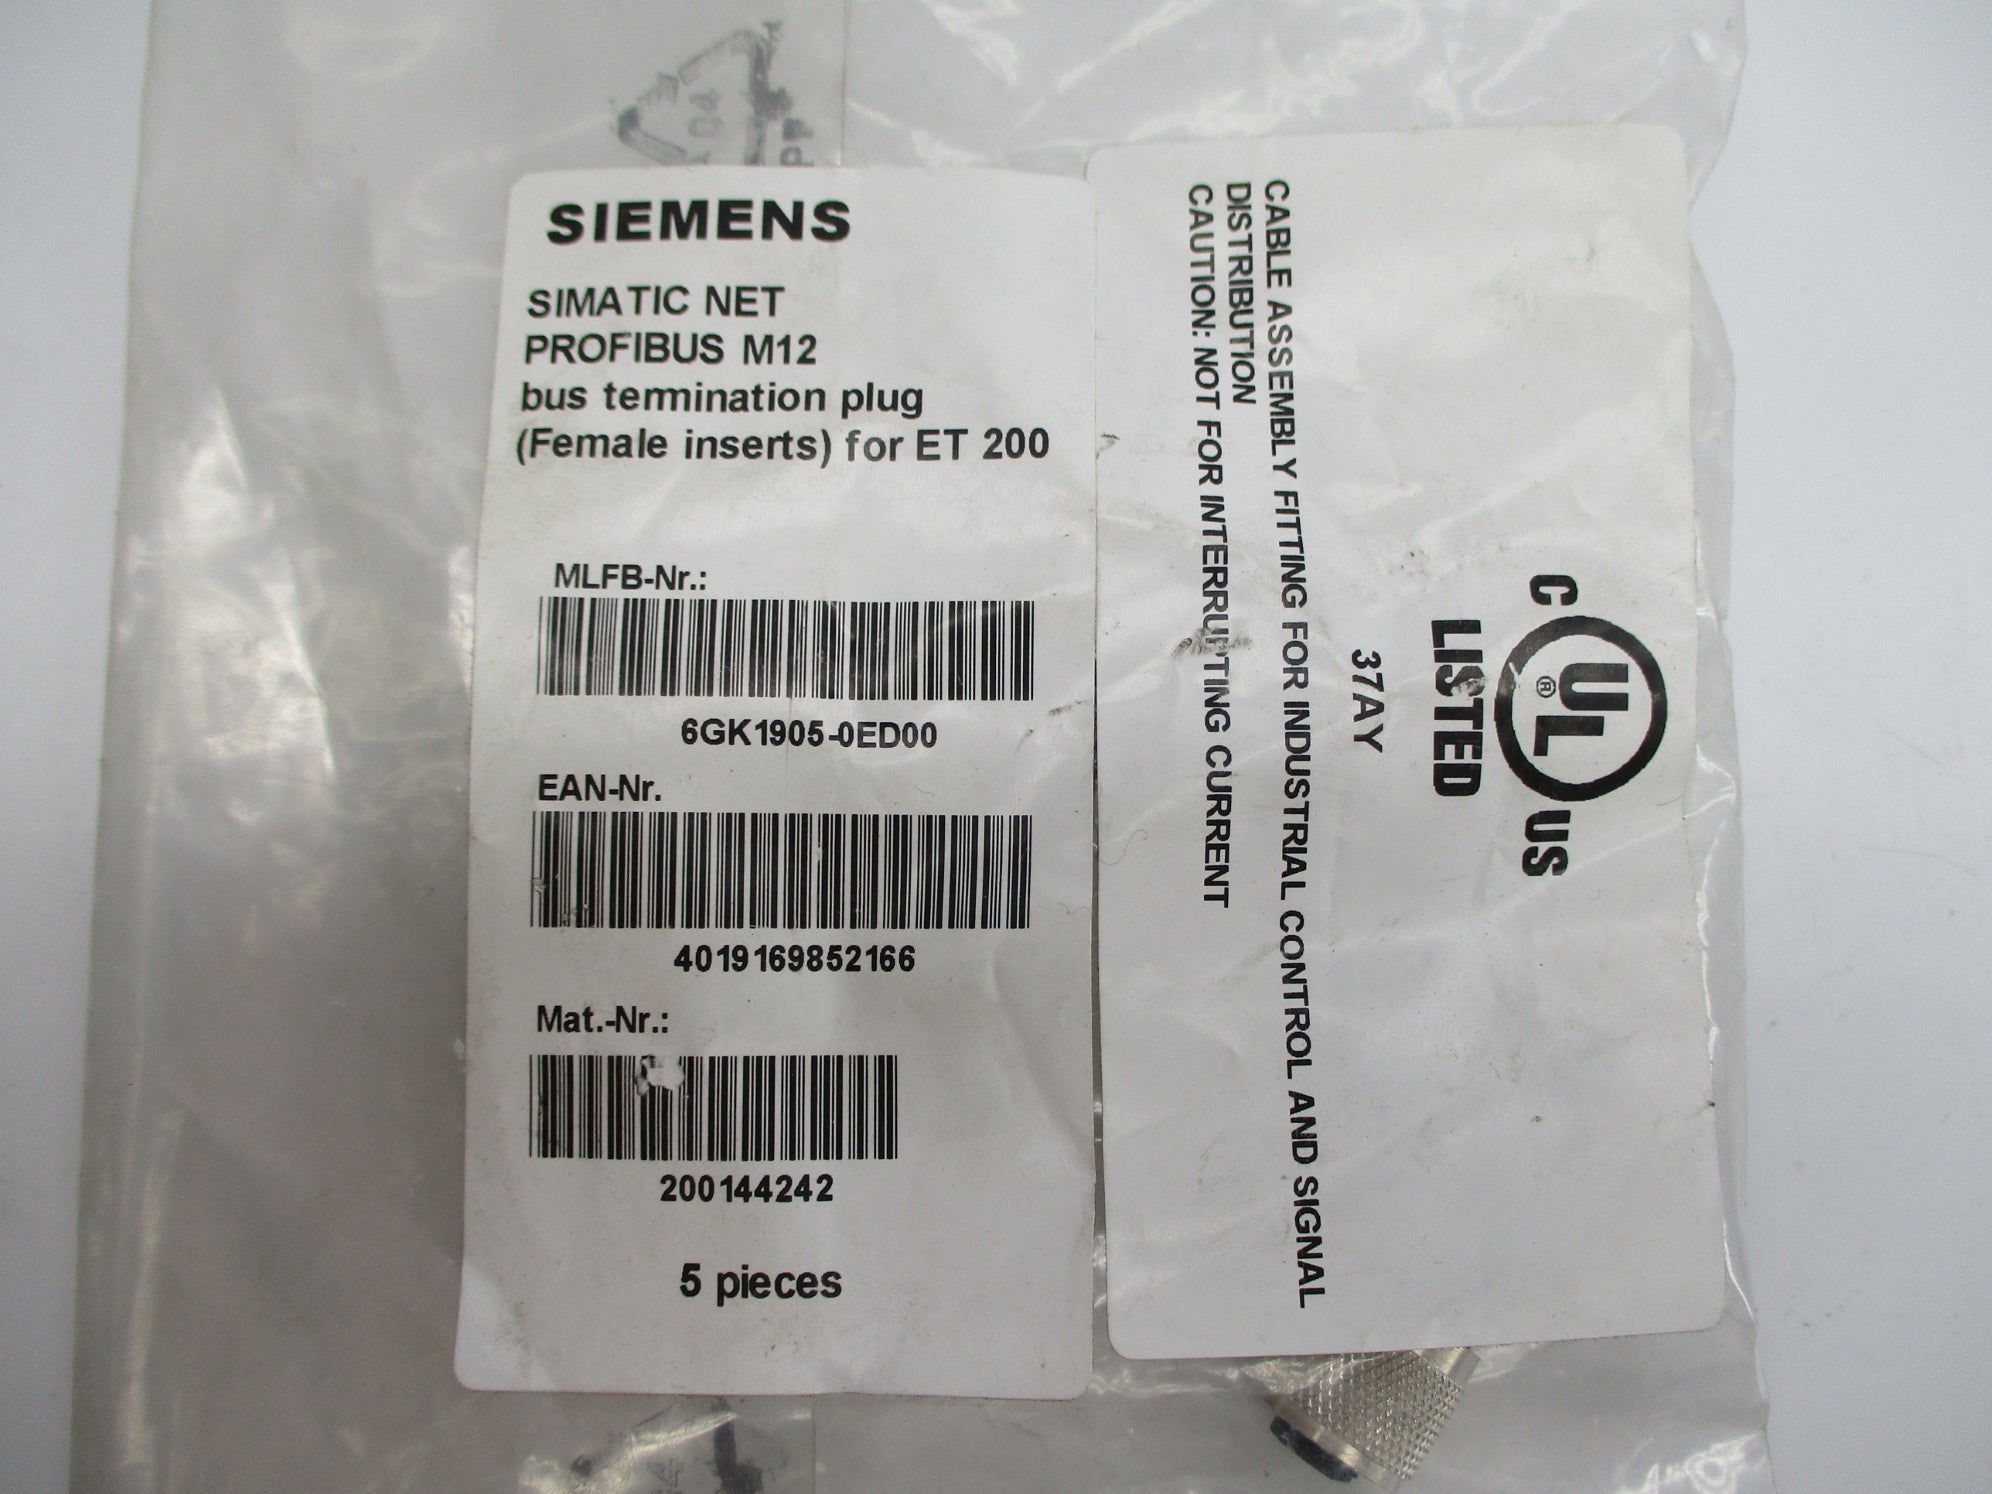 SIEMENS
SIMATIC NET
PROFIBUS M12
bus termination plug
(Female inserts) for ET 200
MLFB-Nr.:
6GK1905-0ED00
EAN-Nr.
4019169852166
Mat.-Nr.:
200144242
5 pieces
C UL ® US
LISTED
37AY
CABLE ASSEMBLY FITTING FOR INDUSTRIAL CONTROL AND SIGNAL
DISTRIBUTION
CAUTION: NOT FOR INTERRUPTING CURRENT
04